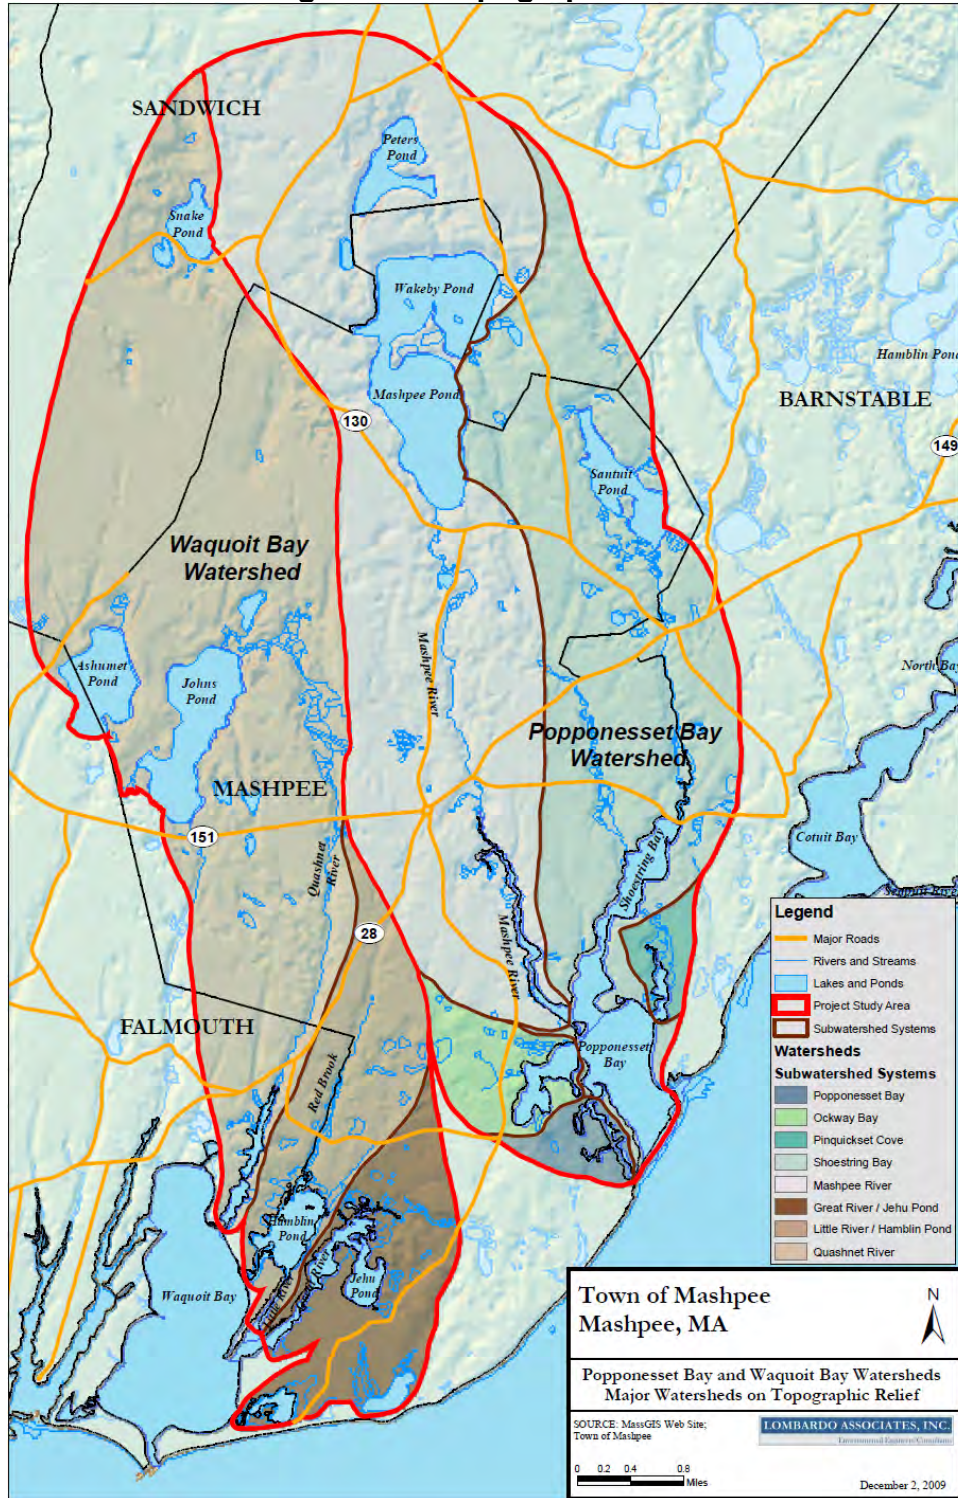 SANDWICH
Peters
Pond
Snake
Pond
Wakeby Pond
Hamblin Pond
Mashpee Pond
BARNSTABLE
130
149
Santuit
Pond
Waquoit Bay
Watershed
Mashpee River
Ashumet
Pond
Johns
Pond
North Bay
Popponesset Bay
Watershed
MASHPEE
151
Quashnet
River
Shoestring Bay
Cotuit Bay
28
Mashpee River
FALMOUTH
Red Brook
Popponesset
Bay
Hamblin
Pond
Jehu
Pond
Little River
River
Waquoit Bay
Legend
Major Roads
Rivers and Streams
Lakes and Ponds
Project Study Area
Subwatershed Systems
Watersheds
Subwatershed Systems
Popponesset Bay
Ockway Bay
Pinquickset Cove
Shoestring Bay
Mashpee River
Great River / Jehu Pond
Little River / Hamblin Pond
Quashnet River
Town of Mashpee
Mashpee, MA
N
Popponesset Bay and Waquoit Bay Watersheds
Major Watersheds on Topographic Relief
SOURCE: MassGIS Web Site;
Town of Mashpee
LOMBARDO ASSOCIATES, INC.
0 0.2 0.4 0.8
Miles
December 2, 2009